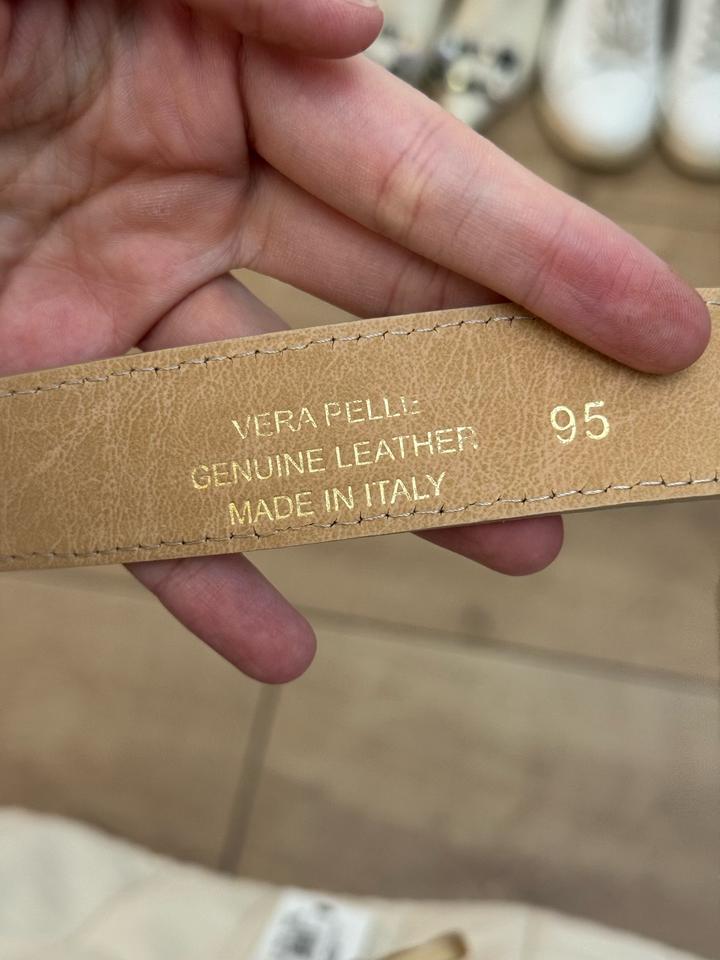 VERA PELLE
GENUINE LEATHER
MADE IN ITALY
95